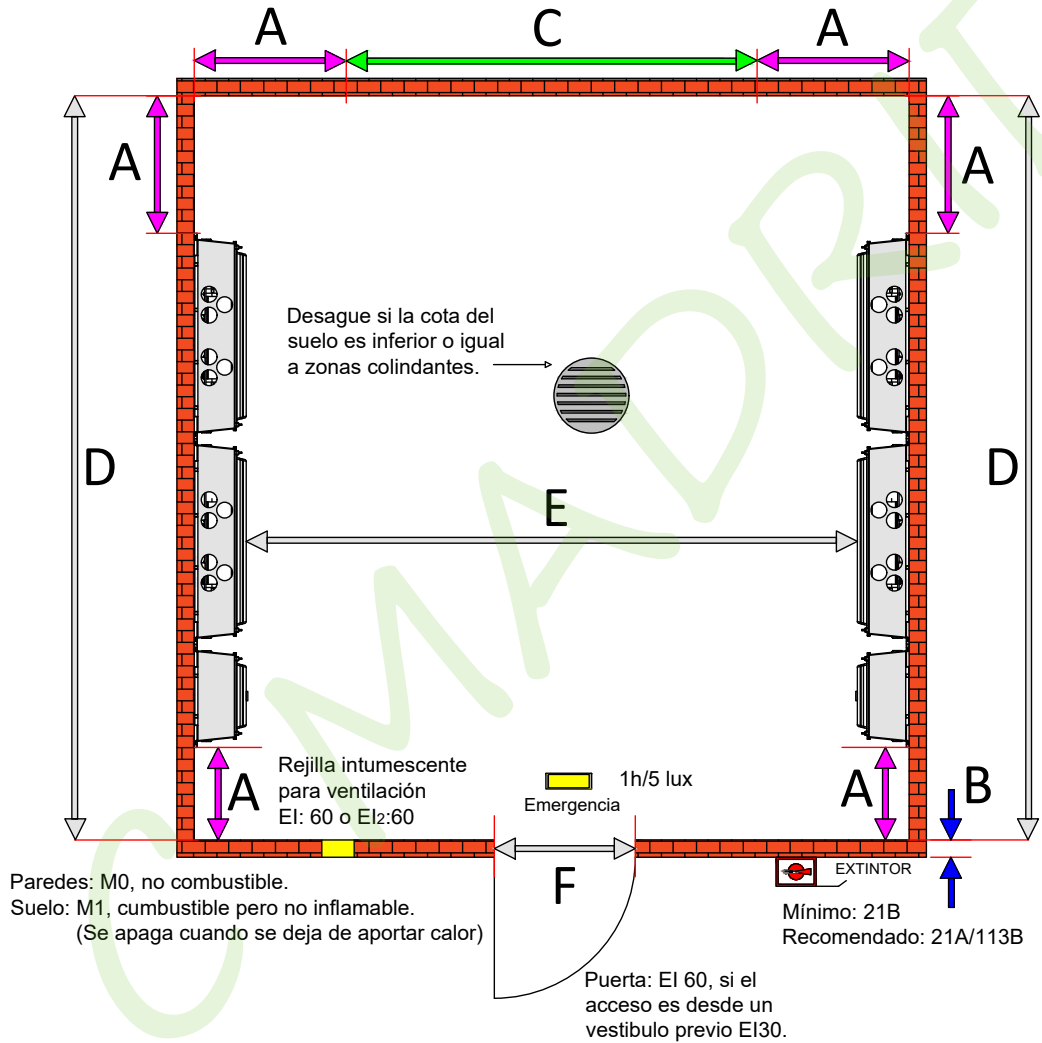 A
C
A
A
A
Desague si la cota del
suelo es inferior o igual
a zonas colindantes.
D
D
E
Rejilla intumescente
para ventilación
EI: 60 o EI2:60
A
1h/5 lux
Emergencia
A
B
F
EXTINTOR
Paredes: M0, no combustible.
Suelo: M1, cumbustible pero no inflamable.
(Se apaga cuando se deja de aportar calor)
Mínimo: 21B
Recomendado: 21A/113B
Puerta: EI 60, si el
acceso es desde un
vestibulo previo EI30.
C MADRI